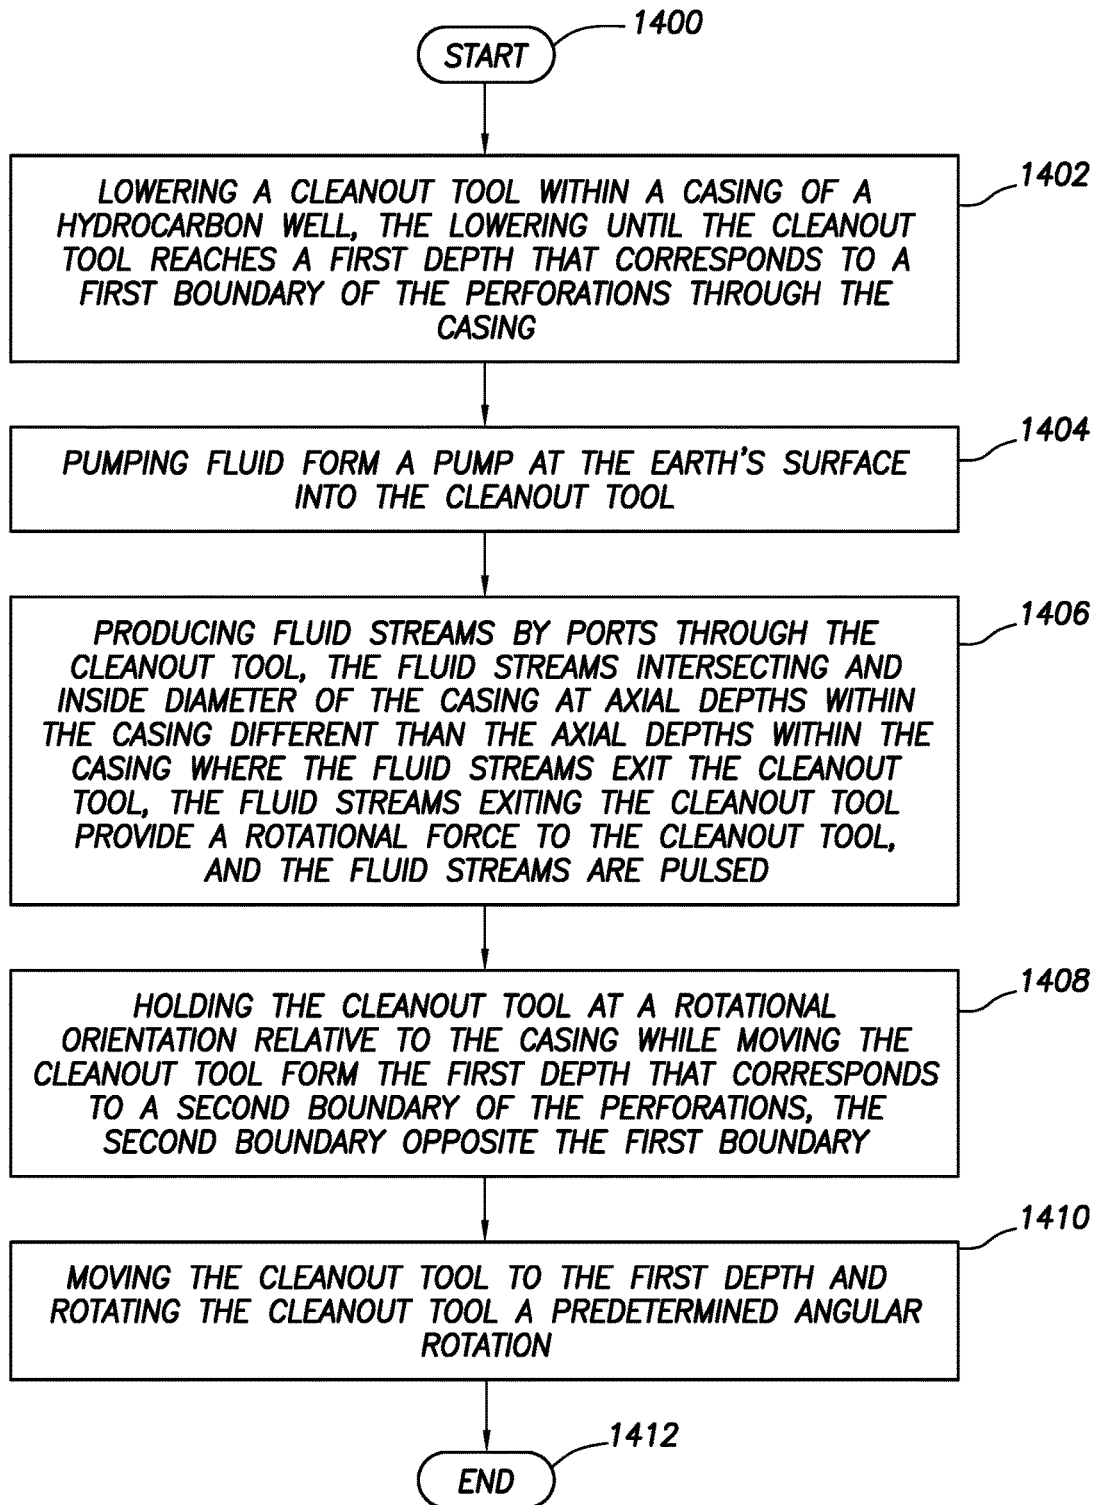 START
1400
LOWERING A CLEANOUT TOOL WITHIN A CASING OF A
HYDROCARBON WELL, THE LOWERING UNTIL THE CLEANOUT
TOOL REACHES A FIRST DEPTH THAT CORRESPONDS TO A
FIRST BOUNDARY OF THE PERFORATIONS THROUGH THE
CASING
1402
PUMPING FLUID FORM A PUMP AT THE EARTH'S SURFACE
INTO THE CLEANOUT TOOL
1404
PRODUCING FLUID STREAMS BY PORTS THROUGH THE
CLEANOUT TOOL, THE FLUID STREAMS INTERSECTING AND
INSIDE DIAMETER OF THE CASING AT AXIAL DEPTHS WITHIN
THE CASING DIFFERENT THAN THE AXIAL DEPTHS WITHIN THE
CASING WHERE THE FLUID STREAMS EXIT THE CLEANOUT
TOOL, THE FLUID STREAMS EXITING THE CLEANOUT TOOL
PROVIDE A ROTATIONAL FORCE TO THE CLEANOUT TOOL,
AND THE FLUID STREAMS ARE PULSED
1406
HOLDING THE CLEANOUT TOOL AT A ROTATIONAL
ORIENTATION RELATIVE TO THE CASING WHILE MOVING THE
CLEANOUT TOOL FORM THE FIRST DEPTH THAT CORRESPONDS
TO A SECOND BOUNDARY OF THE PERFORATIONS, THE
SECOND BOUNDARY OPPOSITE THE FIRST BOUNDARY
1408
MOVING THE CLEANOUT TOOL TO THE FIRST DEPTH AND
ROTATING THE CLEANOUT TOOL A PREDETERMINED ANGULAR
ROTATION
1410
END
1412